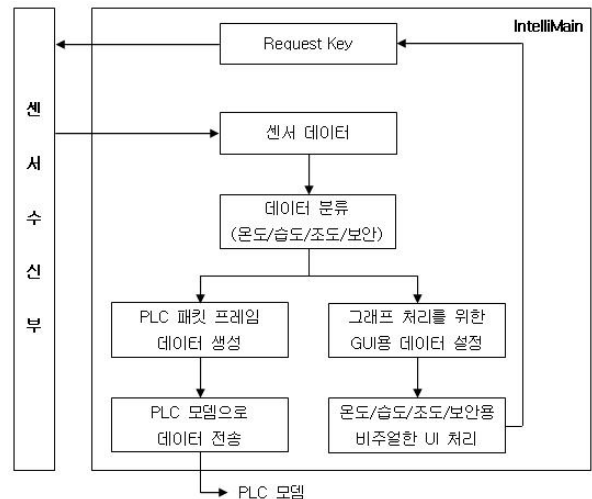 IntelliMain
Request Key
센서수신부
센서 데이터
데이터 분류
(온도/습도/조도/보안)
PLC 패킷 프레임
데이터 생성
그래프 처리를 위한
GUI용 데이터 설정
PLC 모뎀으로
데이터 전송
온도/습도/조도/보안용
비주얼한 UI 처리
PLC 모뎀